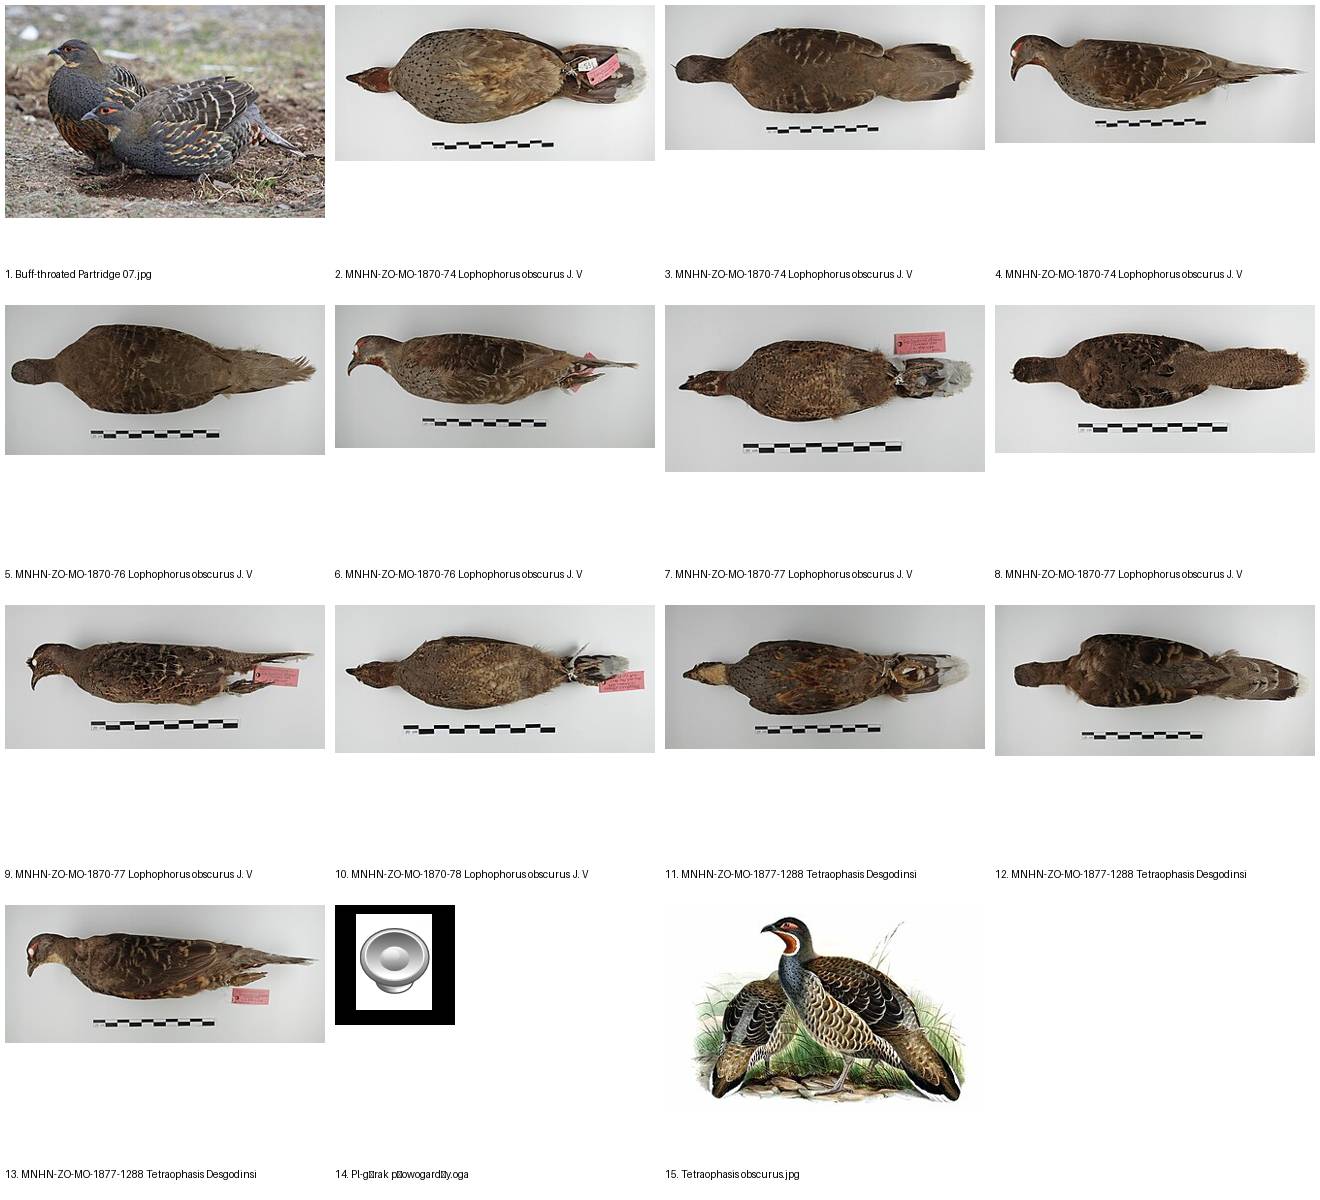 1. Buff-throated Partridge 07.jpg
2. MNHN-ZO-MO-1870-74 Lophophorus obscurus J. V
3. MNHN-ZO-MO-1870-74 Lophophorus obscurus J. V
4. MNHN-ZO-MO-1870-74 Lophophorus obscurus J. V
5. MNHN-ZO-MO-1870-76 Lophophorus obscurus J. V
6. MNHN-ZO-MO-1870-76 Lophophorus obscurus J. V
7. MNHN-ZO-MO-1870-77 Lophophorus obscurus J. V
8. MNHN-ZO-MO-1870-77 Lophophorus obscurus J. V
9. MNHN-ZO-MO-1870-77 Lophophorus obscurus J. V
10. MNHN-ZO-MO-1870-78 Lophophorus obscurus J. V
11. MNHN-ZO-MO-1877-1288 Tetraophasis Desgodinsi
12. MNHN-ZO-MO-1877-1288 Tetraophasis Desgodinsi
13. MNHN-ZO-MO-1877-1288 Tetraophasis Desgodinsi
14. Pl-g▯rak p▯owogard▯y.oga
15. Tetraophasis obscurus.jpg